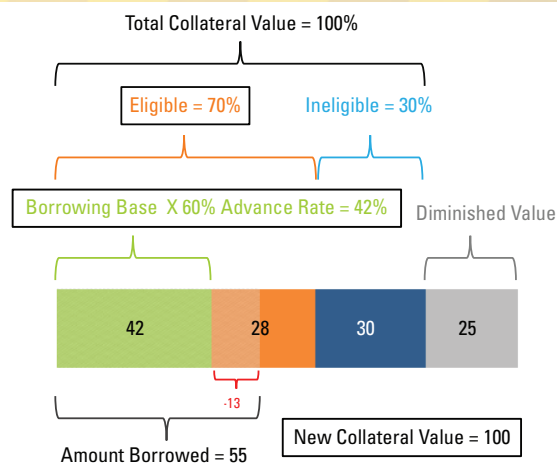 Total Collateral Value = 100%
Eligible = 70%
Ineligible = 30%
Borrowing Base X 60% Advance Rate = 42%
Diminished Value
42
28
30
25
-13
Amount Borrowed = 55
New Collateral Value = 100